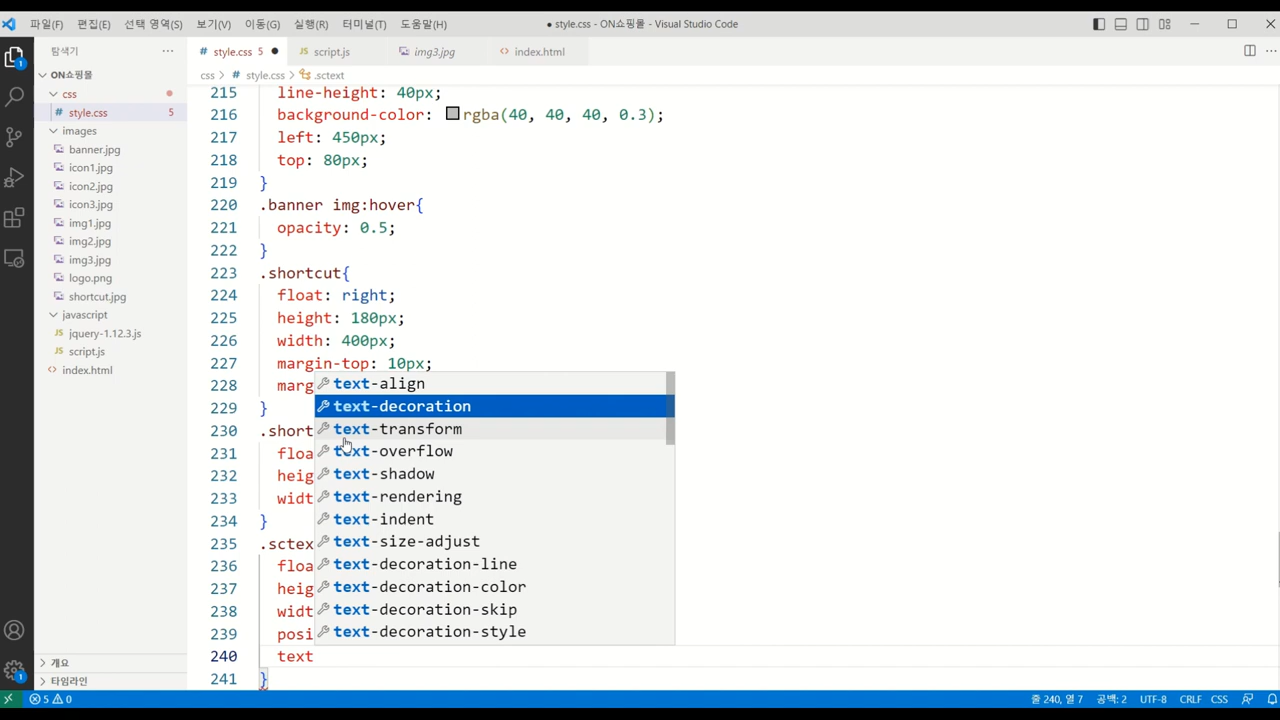 파일(F) 편집(E) 선택 영역(S) 보기(V) 이동(G) 실행(R) 터미널(T) 도움말(H) ● style.css - ON쇼핑몰 - Visual Studio Code
탐색기 ···
# style.css 5 ●
JS script.js
img3.jpg
<> index.html
ON쇼핑몰
css > # style.css > .sctext
css
# style.css 5
images
banner.jpg
icon1.jpg
icon2.jpg
icon3.jpg
img1.jpg
img2.jpg
img3.jpg
logo.png
shortcut.jpg
javascript
JS jquery-1.12.3.js
JS script.js
<> index.html
개요
타임라인
1
1
215 line-height: 40px;
216 background-color: rgba(40, 40, 40, 0.3);
217 left: 450px;
218 top: 80px;
219 }
220 .banner img:hover{
221 opacity: 0.5;
222 }
223 .shortcut{
224 float: right;
225 height: 180px;
226 width: 400px;
227 margin-top: 10px;
228 marg
229 }
230 .short
231 floa
232 heig
233 widt
234 }
235 .sctex
236 floa
237 heig
238 widt
239 posi
240 text
241 }
text-align
text-decoration
text-transform
text-overflow
text-shadow
text-rendering
text-indent
text-size-adjust
text-decoration-line
text-decoration-color
text-decoration-skip
text-decoration-style
5 0 줄 240, 열 7 공백: 2 UTF-8 CRLF CSS